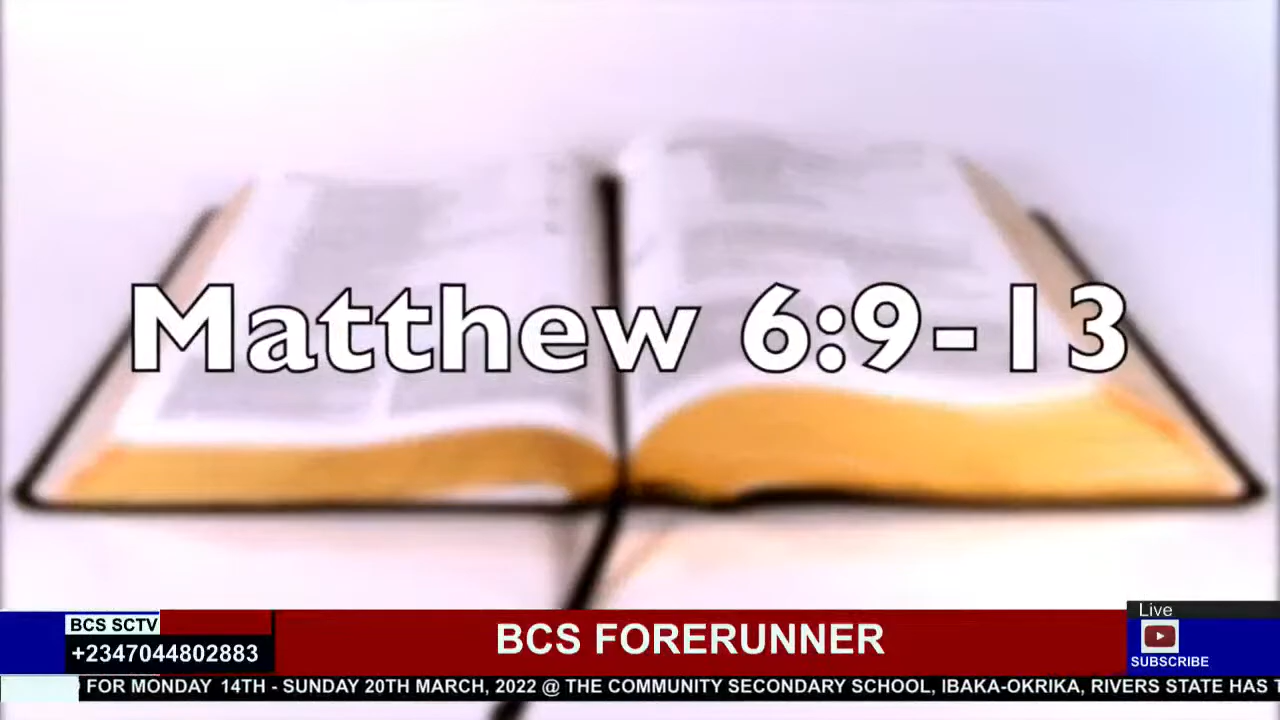 Matthew 6:9-13
BCS SCTV
+2347044802883
BCS FORERUNNER
Live
SUBSCRIBE
FOR MONDAY 14TH - SUNDAY 20TH MARCH, 2022 @ THE COMMUNITY SECONDARY SCHOOL, IBAKA-OKRIKA, RIVERS STATE HAS